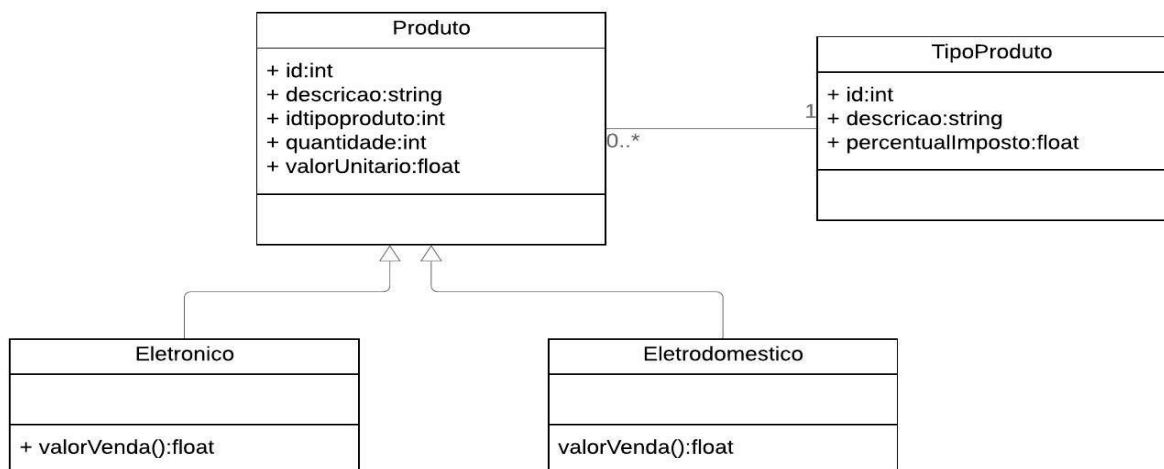 Produto
+ id:int
+ descricao:string
+ idtipoproduto:int
+ quantidade:int
+ valorUnitario:float
TipoProduto
+ id:int
+ descricao:string
+ percentualImposto:float
1
0..*
Eletronico
+ valorVenda():float
Eletrodomestico
valorVenda():float